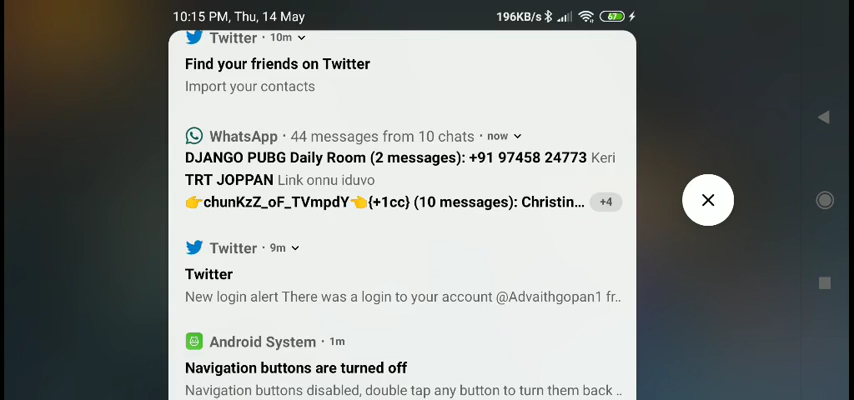 10:15 PM, Thu, 14 May 196KB/s 67
Twitter · 10m
Find your friends on Twitter
Import your contacts
WhatsApp · 44 messages from 10 chats · now
DJANGO PUBG Daily Room (2 messages): +91 97458 24773 Keri
TRT JOPPAN Link onnu iduvo
👉chunKzZ_oF_TVmpdY👈{+1cc} (10 messages): Christin... +4
Twitter · 9m
Twitter
New login alert There was a login to your account @Advaithgopan1 fr..
Android System · 1m
Navigation buttons are turned off
Navigation buttons disabled, double tap any button to turn them back ..